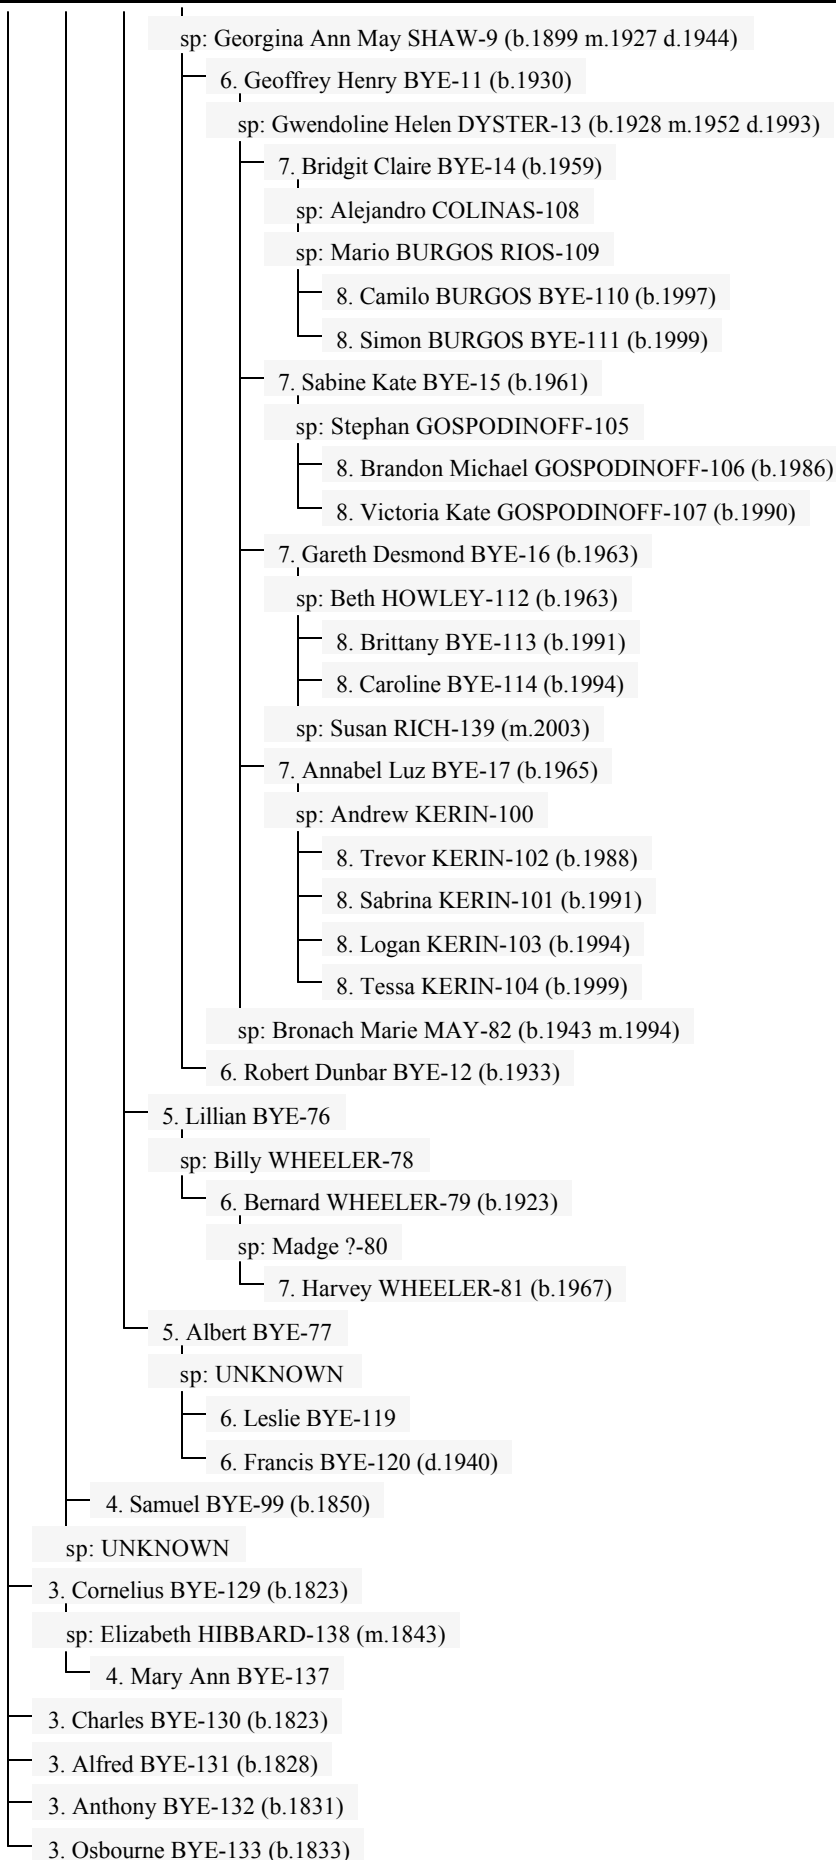 sp: Georgina Ann May SHAW-9 (b.1899 m.1927 d.1944)
6. Geoffrey Henry BYE-11 (b.1930)
sp: Gwendoline Helen DYSTER-13 (b.1928 m.1952 d.1993)
7. Bridgit Claire BYE-14 (b.1959)
sp: Alejandro COLINAS-108
sp: Mario BURGOS RIOS-109
8. Camilo BURGOS BYE-110 (b.1997)
8. Simon BURGOS BYE-111 (b.1999)
7. Sabine Kate BYE-15 (b.1961)
sp: Stephan GOSPODINOFF-105
8. Brandon Michael GOSPODINOFF-106 (b.1986)
8. Victoria Kate GOSPODINOFF-107 (b.1990)
7. Gareth Desmond BYE-16 (b.1963)
sp: Beth HOWLEY-112 (b.1963)
8. Brittany BYE-113 (b.1991)
8. Caroline BYE-114 (b.1994)
sp: Susan RICH-139 (m.2003)
7. Annabel Luz BYE-17 (b.1965)
sp: Andrew KERIN-100
8. Trevor KERIN-102 (b.1988)
8. Sabrina KERIN-101 (b.1991)
8. Logan KERIN-103 (b.1994)
8. Tessa KERIN-104 (b.1999)
sp: Bronach Marie MAY-82 (b.1943 m.1994)
6. Robert Dunbar BYE-12 (b.1933)
5. Lillian BYE-76
sp: Billy WHEELER-78
6. Bernard WHEELER-79 (b.1923)
sp: Madge ?-80
7. Harvey WHEELER-81 (b.1967)
5. Albert BYE-77
sp: UNKNOWN
6. Leslie BYE-119
6. Francis BYE-120 (d.1940)
4. Samuel BYE-99 (b.1850)
sp: UNKNOWN
3. Cornelius BYE-129 (b.1823)
sp: Elizabeth HIBBARD-138 (m.1843)
4. Mary Ann BYE-137
3. Charles BYE-130 (b.1823)
3. Alfred BYE-131 (b.1828)
3. Anthony BYE-132 (b.1831)
3. Osbourne BYE-133 (b.1833)